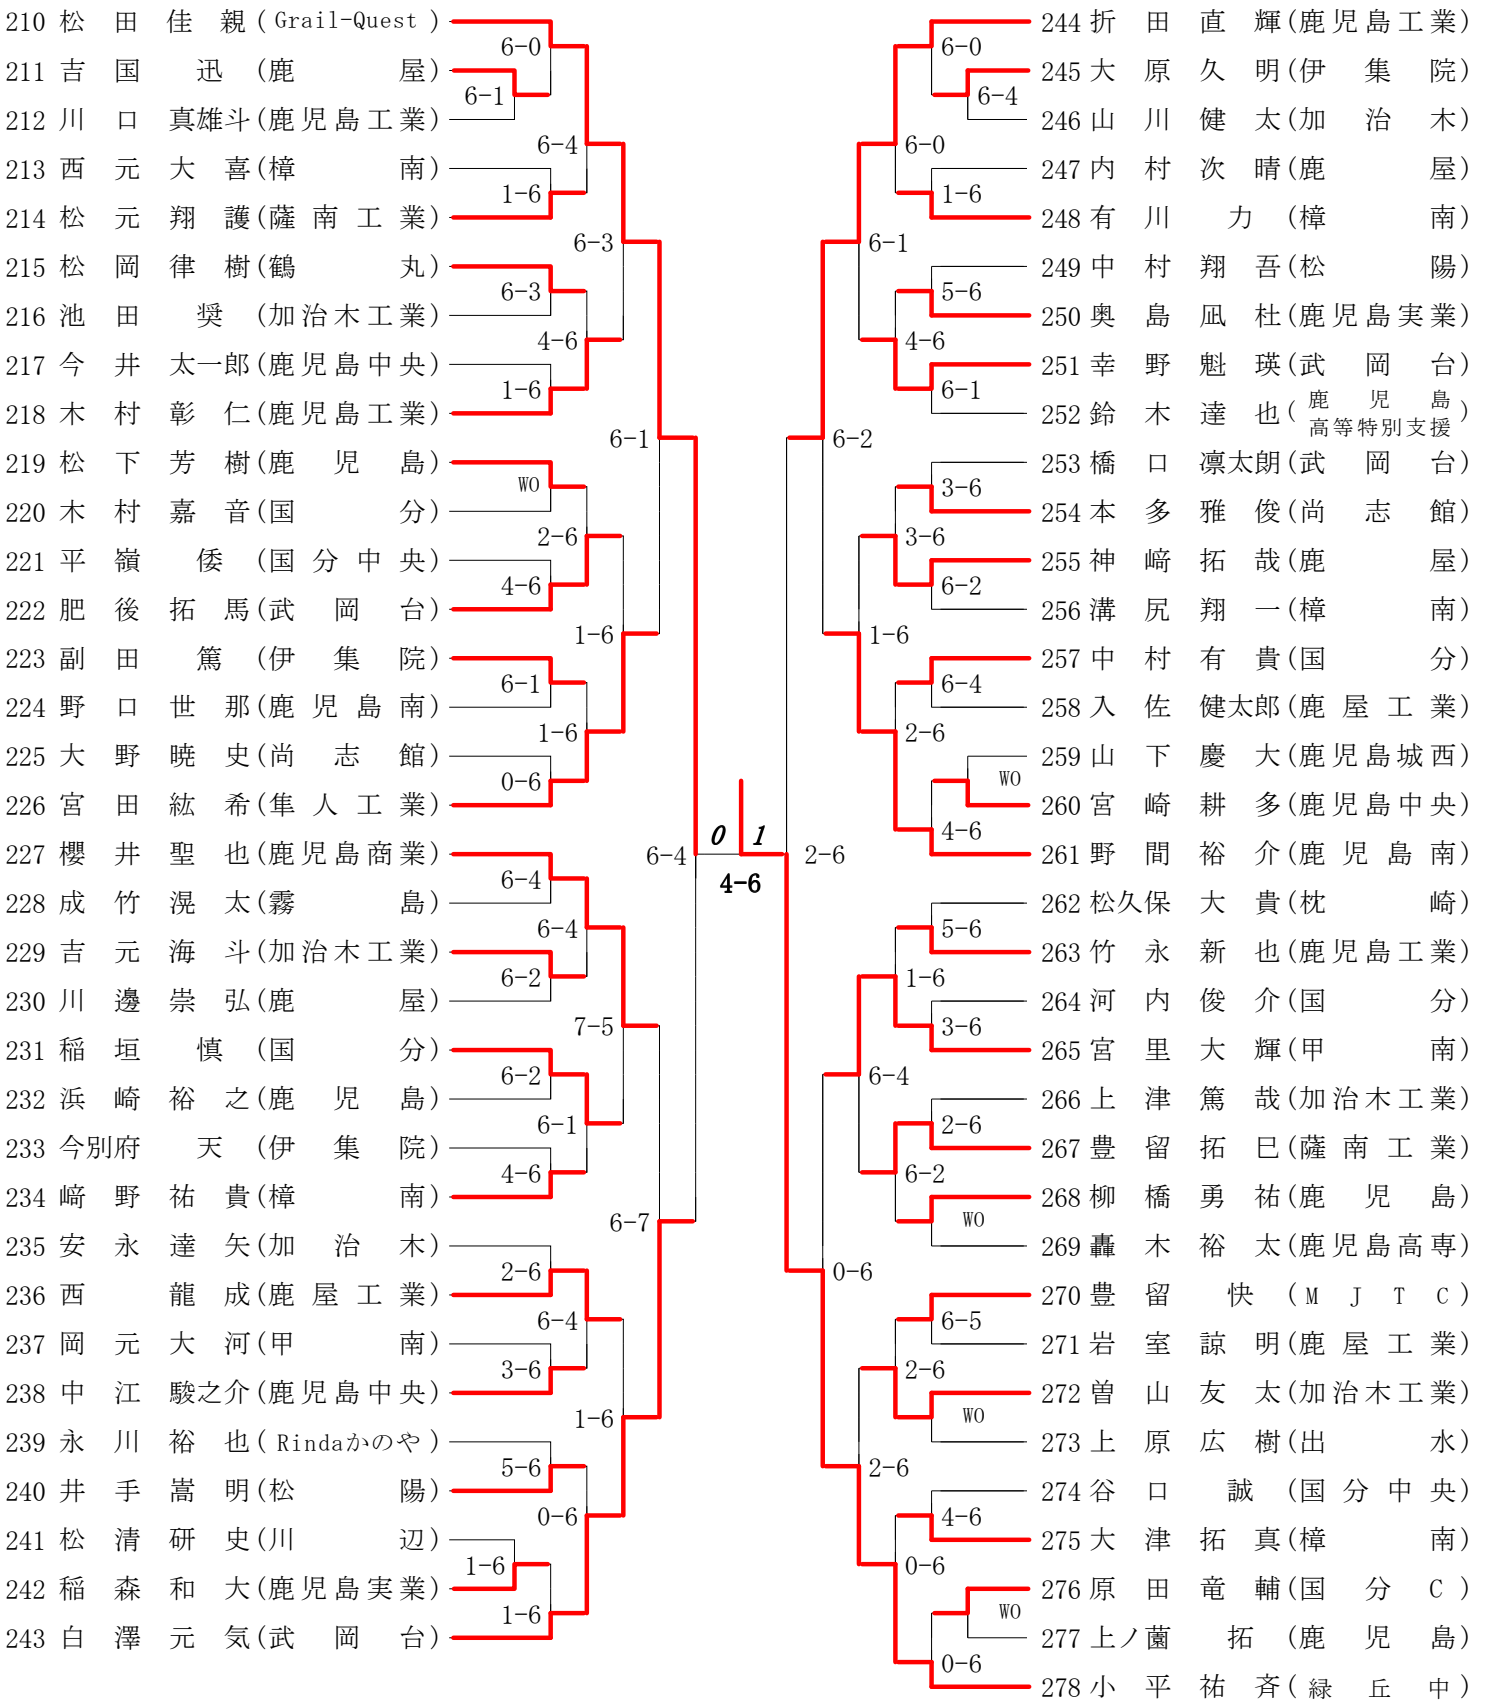 210 松田佳親 (Grail-Quest)
211 吉国迅 (鹿屋)
212 川口真雄斗 (鹿児島工業)
213 西元大喜 (樟南)
214 松元翔護 (薩南工業)
215 松岡律樹 (鶴丸)
216 池田奨 (加治木工業)
217 今井太一郎 (鹿児島中央)
218 木村彰仁 (鹿児島工業)
219 松下芳樹 (鹿児島)
220 木村嘉音 (国分)
221 平嶺倭 (国分中央)
222 肥後拓馬 (武岡台)
223 副田篤 (伊集院)
224 野口世那 (鹿児島南)
225 大野暁史 (尚志館)
226 宮田紘希 (隼人工業)
227 櫻井聖也 (鹿児島商業)
228 成竹滉太 (霧島)
229 吉元海斗 (加治木工業)
230 川邊崇弘 (鹿屋)
231 稲垣慎 (国分)
232 浜崎裕之 (鹿児島)
233 今別府天 (伊集院)
234 﨑野祐貴 (樟南)
235 安永達矢 (加治木)
236 西龍成 (鹿屋工業)
237 岡元大河 (甲南)
238 中江駿之介 (鹿児島中央)
239 永川裕也 (Rindaかのや)
240 井手嵩明 (松陽)
241 松清研史 (川辺)
242 稲森和大 (鹿児島実業)
243 白澤元気 (武岡台)
6-0
6-1
1-6
6-3
1-6
WO
4-6
6-1
0-6
6-4
6-2
6-2
4-6
2-6
3-6
5-6
1-6
1-6
6-4
4-6
2-6
1-6
6-4
6-1
6-4
0-6
6-3
1-6
7-5
1-6
6-1
6-7
6-4
0 1
4-6
2-6
6-2
0-6
6-1
1-6
6-4
2-6
6-0
4-6
3-6
2-6
1-6
6-2
2-6
0-6
6-0
6-4
1-6
5-6
6-1
3-6
6-2
6-4
WO
4-6
5-6
3-6
2-6
WO
6-5
WO
4-6
WO
0-6
244 折田直輝 (鹿児島工業)
245 大原久明 (伊集院)
246 山川健太 (加治木)
247 内村次晴 (鹿屋)
248 有川力 (樟南)
249 中村翔吾 (松陽)
250 奥島凪杜 (鹿児島実業)
251 幸野魁瑛 (武岡台)
252 鈴木達也 (鹿児島高等特別支援)
253 橋口凛太朗 (武岡台)
254 本多雅俊 (尚志館)
255 神﨑拓哉 (鹿屋)
256 溝尻翔一 (樟南)
257 中村有貴 (国分)
258 入佐健太郎 (鹿屋工業)
259 山下慶大 (鹿児島城西)
260 宮崎耕多 (鹿児島中央)
261 野間裕介 (鹿児島南)
262 松久保大貴 (枕崎)
263 竹永新也 (鹿児島工業)
264 河内俊介 (国分)
265 宮里大輝 (甲南)
266 上津篤哉 (加治木工業)
267 豊留拓巳 (薩南工業)
268 柳橋勇祐 (鹿児島)
269 轟木裕太 (鹿児島高専)
270 豊留快 (MJTC)
271 岩室諒明 (鹿屋工業)
272 曽山友太 (加治木工業)
273 上原広樹 (出水)
274 谷口誠 (国分中央)
275 大津拓真 (樟南)
276 原田竜輔 (国分C)
277 上ノ薗拓 (鹿児島)
278 小平祐斉 (緑丘中)